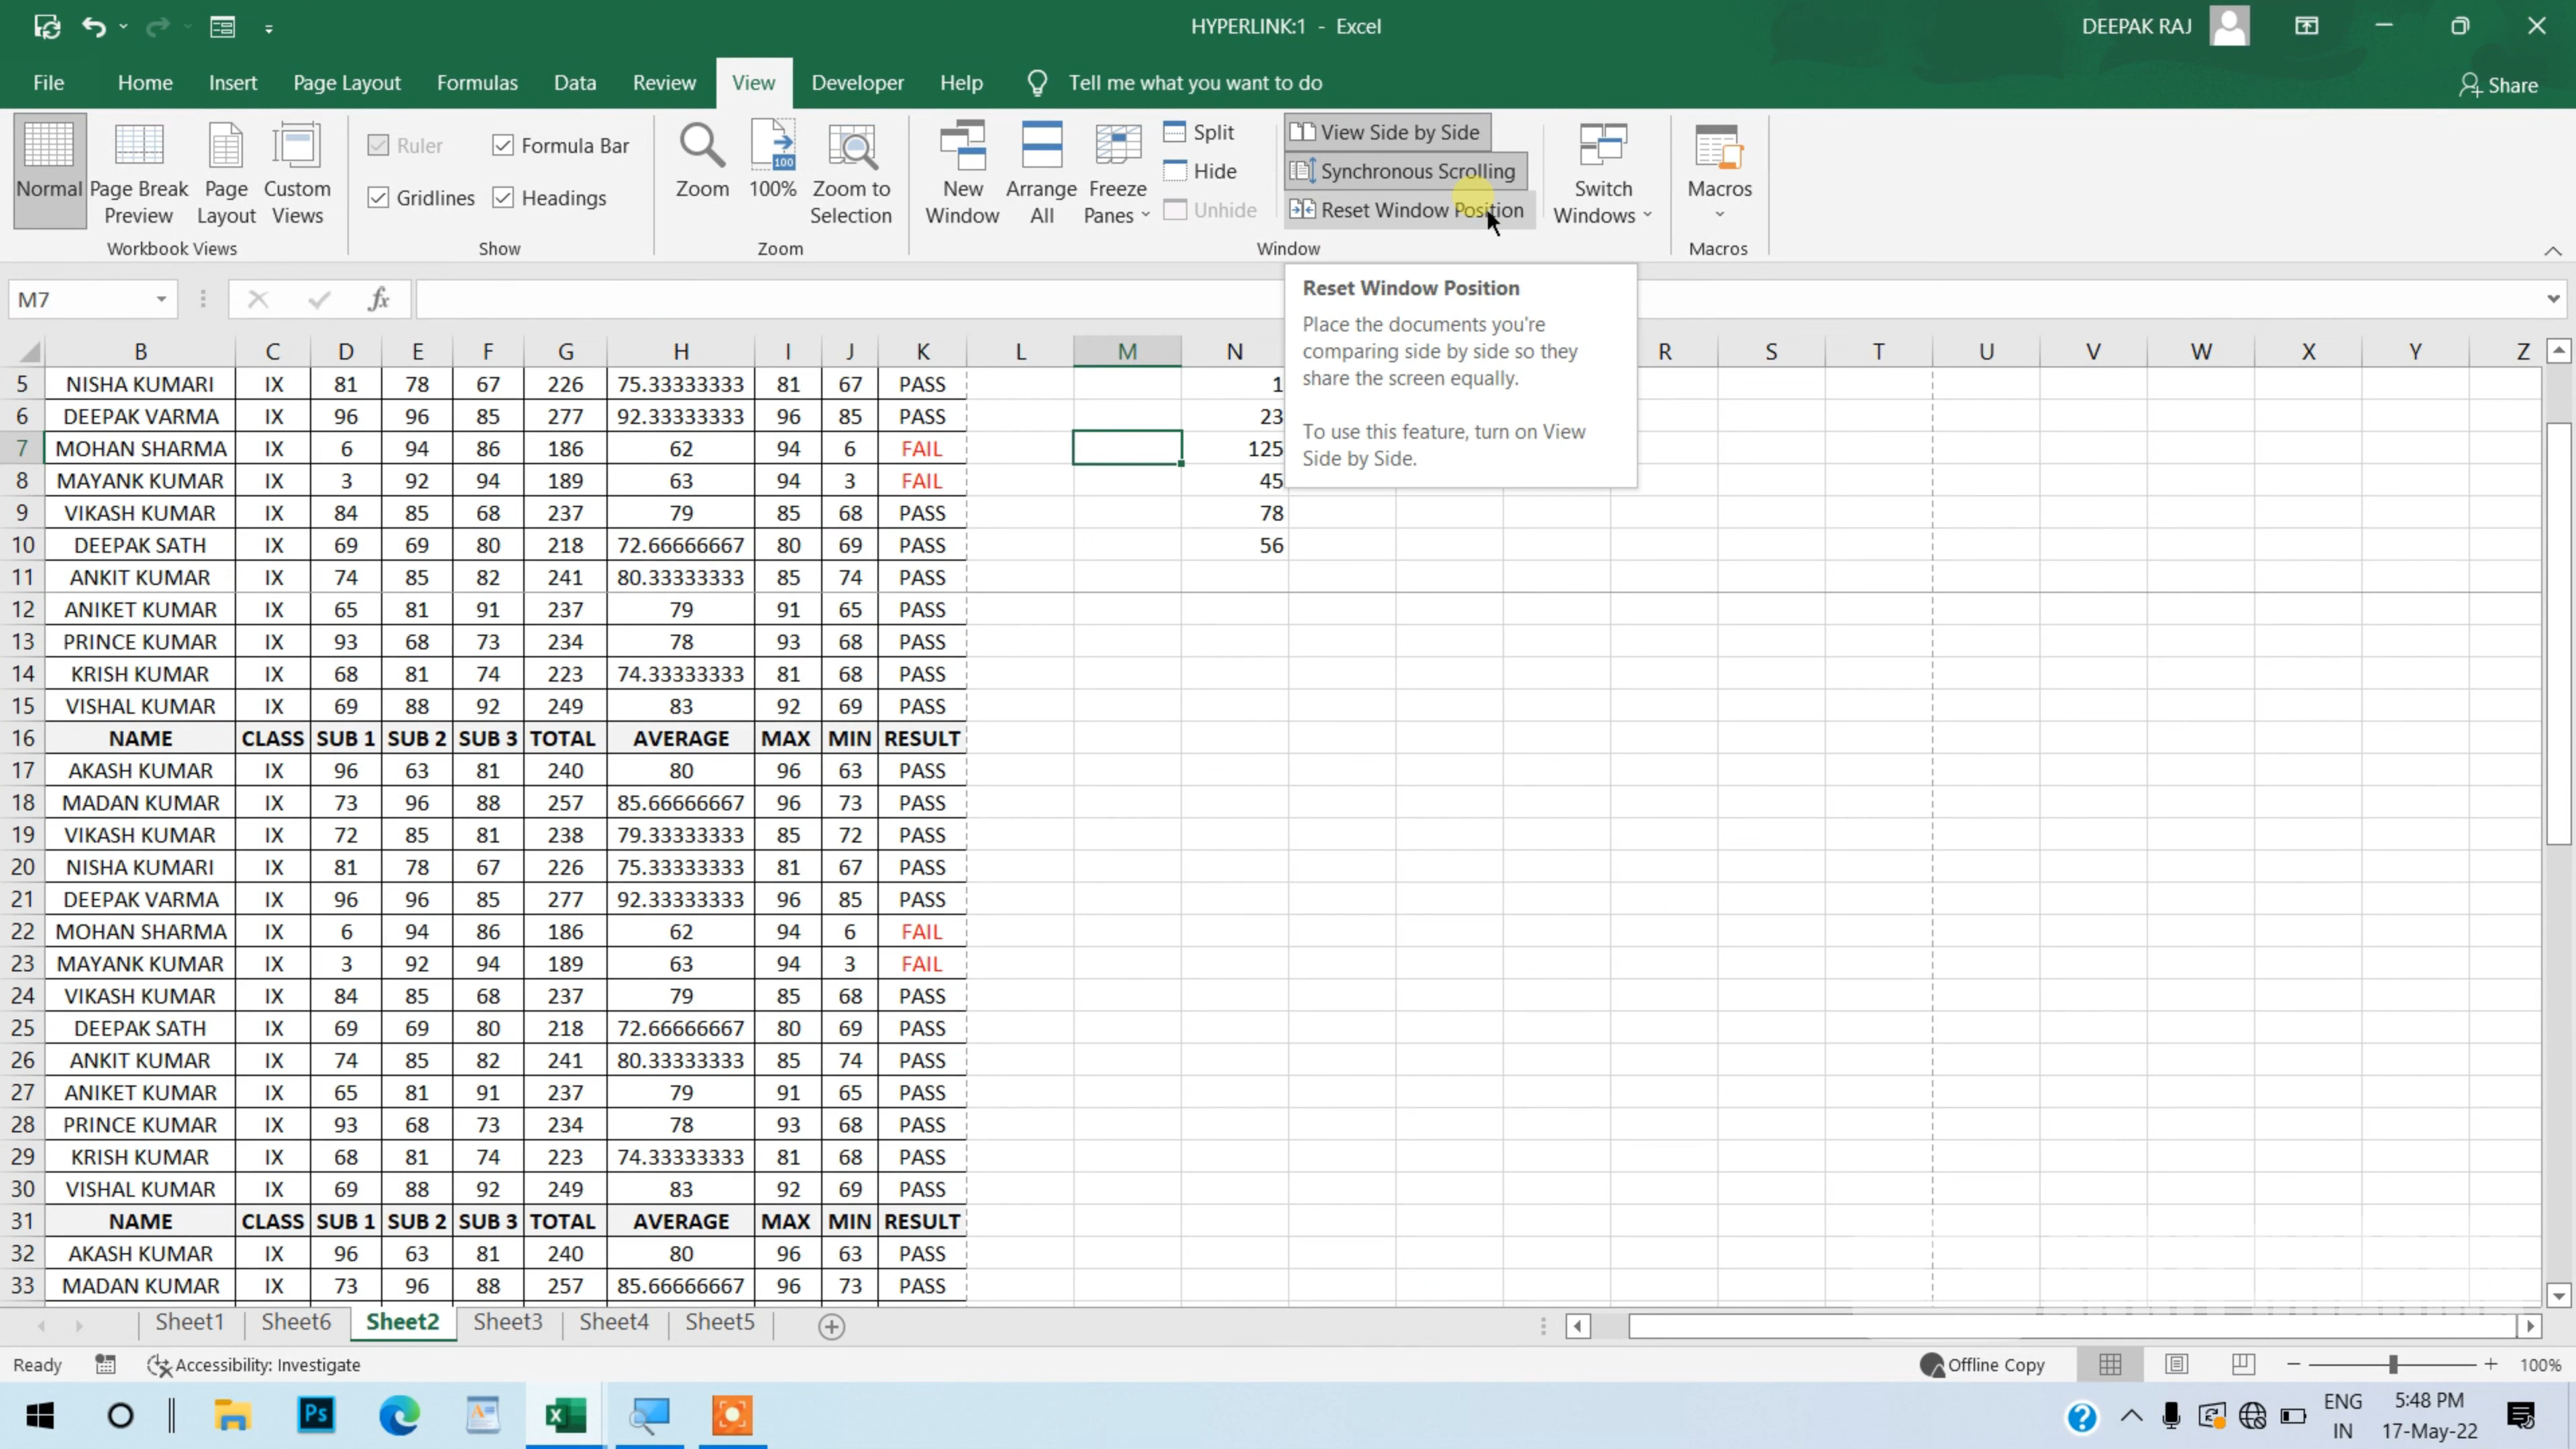 HYPERLINK:1 - Excel
DEEPAK RAJ
File Home Insert Page Layout Formulas Data Review View Developer Help Tell me what you want to do Share
Normal
Page Break Preview
Page Layout
Custom Views
Workbook Views
Ruler
Formula Bar
Gridlines
Headings
Show
Zoom
100
100%
Zoom to Selection
Zoom
New Window
Arrange All
Freeze Panes
Split
Hide
Unhide
View Side by Side
Synchronous Scrolling
Reset Window Position
Window
Switch Windows
Macros
Macros
M7
fx
Reset Window Position
Place the documents you're
comparing side by side so they
share the screen equally.
To use this feature, turn on View
Side by Side.
B C D E F G H I J K L M N R S T U V W X Y Z
5 NISHA KUMARI IX 81 78 67 226 75.33333333 81 67 PASS 1
6 DEEPAK VARMA IX 96 96 85 277 92.33333333 96 85 PASS 23
7 MOHAN SHARMA IX 6 94 86 186 62 94 6 FAIL 125
8 MAYANK KUMAR IX 3 92 94 189 63 94 3 FAIL 45
9 VIKASH KUMAR IX 84 85 68 237 79 85 68 PASS 78
10 DEEPAK SATH IX 69 69 80 218 72.66666667 80 69 PASS 56
11 ANKIT KUMAR IX 74 85 82 241 80.33333333 85 74 PASS
12 ANIKET KUMAR IX 65 81 91 237 79 91 65 PASS
13 PRINCE KUMAR IX 93 68 73 234 78 93 68 PASS
14 KRISH KUMAR IX 68 81 74 223 74.33333333 81 68 PASS
15 VISHAL KUMAR IX 69 88 92 249 83 92 69 PASS
16 NAME CLASS SUB 1 SUB 2 SUB 3 TOTAL AVERAGE MAX MIN RESULT
17 AKASH KUMAR IX 96 63 81 240 80 96 63 PASS
18 MADAN KUMAR IX 73 96 88 257 85.66666667 96 73 PASS
19 VIKASH KUMAR IX 72 85 81 238 79.33333333 85 72 PASS
20 NISHA KUMARI IX 81 78 67 226 75.33333333 81 67 PASS
21 DEEPAK VARMA IX 96 96 85 277 92.33333333 96 85 PASS
22 MOHAN SHARMA IX 6 94 86 186 62 94 6 FAIL
23 MAYANK KUMAR IX 3 92 94 189 63 94 3 FAIL
24 VIKASH KUMAR IX 84 85 68 237 79 85 68 PASS
25 DEEPAK SATH IX 69 69 80 218 72.66666667 80 69 PASS
26 ANKIT KUMAR IX 74 85 82 241 80.33333333 85 74 PASS
27 ANIKET KUMAR IX 65 81 91 237 79 91 65 PASS
28 PRINCE KUMAR IX 93 68 73 234 78 93 68 PASS
29 KRISH KUMAR IX 68 81 74 223 74.33333333 81 68 PASS
30 VISHAL KUMAR IX 69 88 92 249 83 92 69 PASS
31 NAME CLASS SUB 1 SUB 2 SUB 3 TOTAL AVERAGE MAX MIN RESULT
32 AKASH KUMAR IX 96 63 81 240 80 96 63 PASS
33 MADAN KUMAR IX 73 96 88 257 85.66666667 96 73 PASS
Sheet1 Sheet6 Sheet2 Sheet3 Sheet4 Sheet5
Ready Accessibility: Investigate Offline Copy 100%
Ps
ENG
IN
5:48 PM
17-May-22